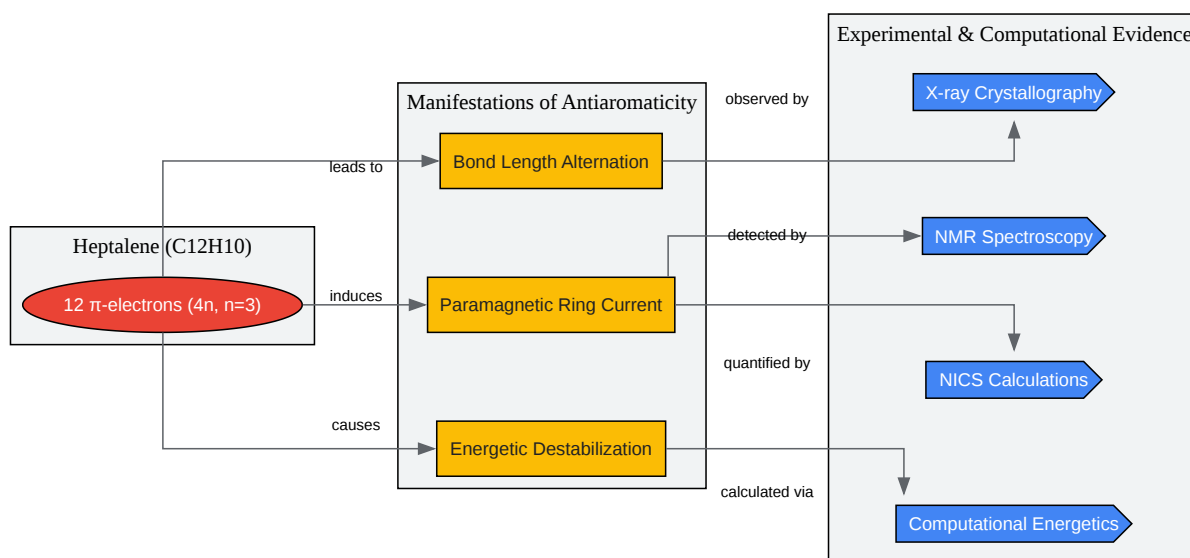 Heptalene (C12H10)
12 π-electrons (4n, n=3)
leads to
induces
causes
Manifestations of Antiaromaticity
Bond Length Alternation
Paramagnetic Ring Current
Energetic Destabilization
observed by
detected by
quantified by
calculated via
Experimental & Computational Evidence
X-ray Crystallography
NMR Spectroscopy
NICS Calculations
Computational Energetics